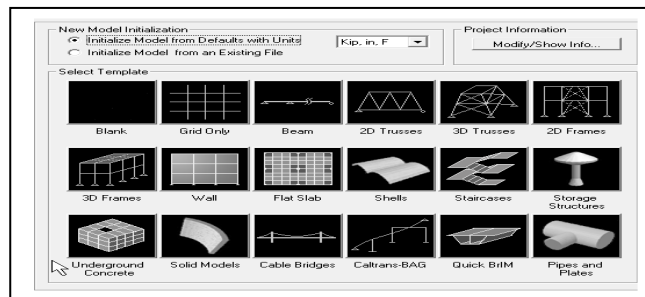 New Model Initialization
Project Information
Initialize Model from Defaults with Units
Kip, in, F
Modify/Show Info...
Initialize Model from an Existing File
Select Template
Blank
Grid Only
Beam
2D Trusses
3D Trusses
2D Frames
3D Frames
Wall
Flat Slab
Shells
Staircases
Storage
Structures
Underground
Concrete
Solid Models
Cable Bridges
Caltrans-BAG
Quick BrIM
Pipes and
Plates